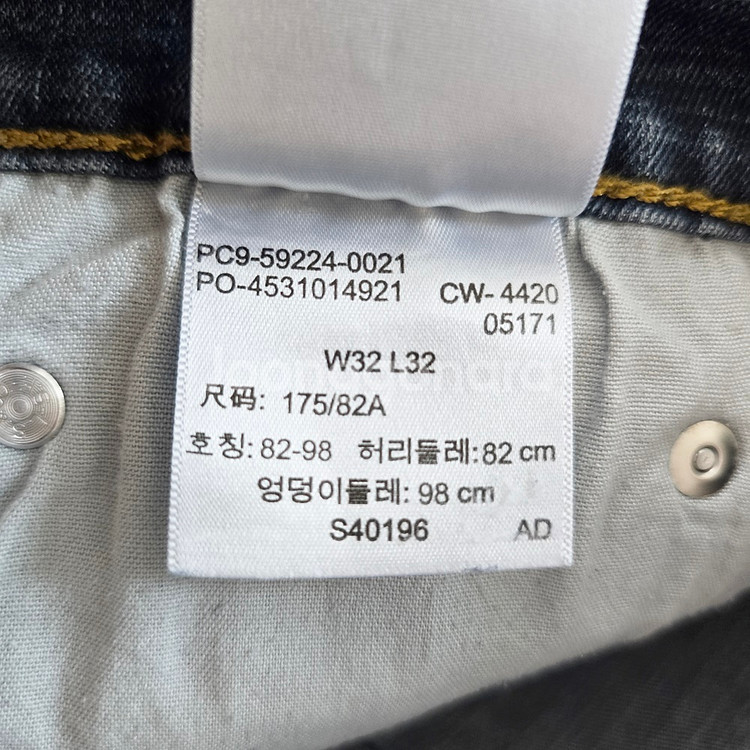 PC9-59224-0021
PO-4531014921 CW- 4420
05171
W32 L32
尺码: 175/82A
호칭: 82-98 허리둘레:82 cm
엉덩이둘레: 98 cm
S40196 AD